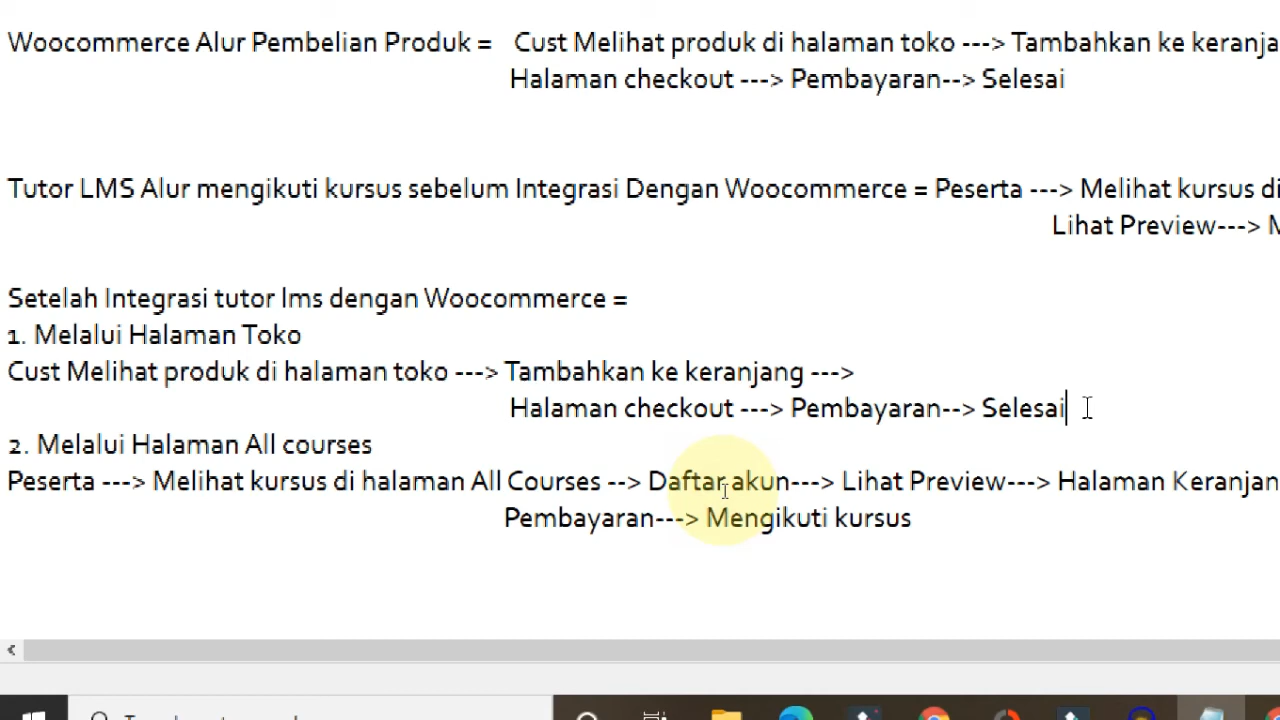 Woocommerce Alur Pembelian Produk = Cust Melihat produk di halaman toko ---> Tambahkan ke keranja
Halaman checkout ---> Pembayaran--> Selesai
Tutor LMS Alur mengikuti kursus sebelum Integrasi Dengan Woocommerce = Peserta ---> Melihat kursus di
Lihat Preview---> M
Setelah Integrasi tutor lms dengan Woocommerce =
1. Melalui Halaman Toko
Cust Melihat produk di halaman toko ---> Tambahkan ke keranjang --->
Halaman checkout ---> Pembayaran--> Selesai
2. Melalui Halaman All courses
Peserta ---> Melihat kursus di halaman All Courses --> Daftar akun---> Lihat Preview---> Halaman Keranjan
Pembayaran---> Mengikuti kursus